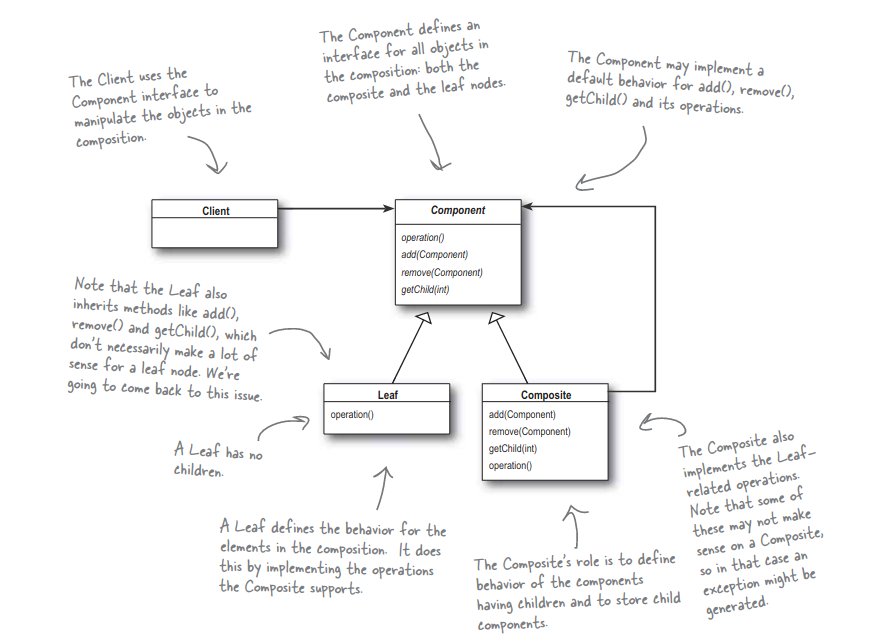 The Component defines an
interface for all objects in
the composition: both the
composite and the leaf nodes.
The Component may implement a
default behavior for add(), remove(),
getChild() and its operations.
The Client uses the
Component interface to
manipulate the objects in the
composition.
Client
Component
operation()
add(Component)
remove(Component)
getChild(int)
Note that the Leaf also
inherits methods like add(),
remove() and getChild(), which
don't necessarily make a lot of
sense for a leaf node. We're
going to come back to this issue.
Leaf
operation()
Composite
add(Component)
remove(Component)
getChild(int)
operation()
A Leaf has no
children.
The Composite also
implements the Leaf-
related operations.
Note that some of
these may not make
sense on a Composite,
so in that case an
exception might be
generated.
A Leaf defines the behavior for the
elements in the composition. It does
this by implementing the operations
the Composite supports.
The Composite's role is to define
behavior of the components
having children and to store child
components.